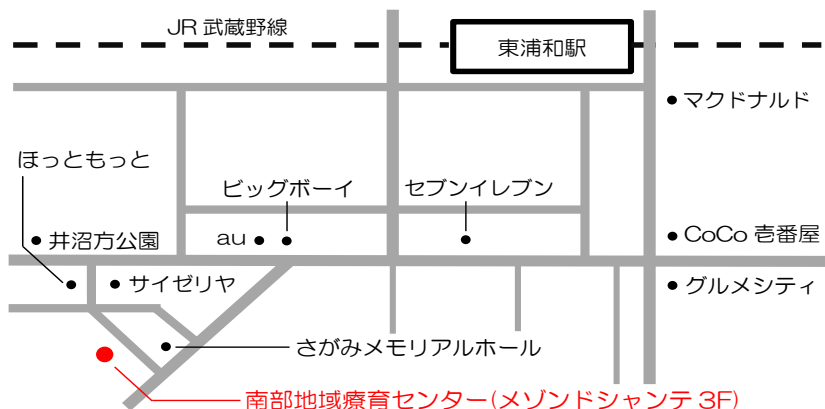 JR 武蔵野線
東浦和駅
マクドナルド
ほっともっと
ビッグボーイ
セブンイレブン
井沼方公園
au
CoCo 壱番屋
サイゼリヤ
グルメシティ
さがみメモリアルホール
南部地域療育センター(メゾンドシャンテ 3F)